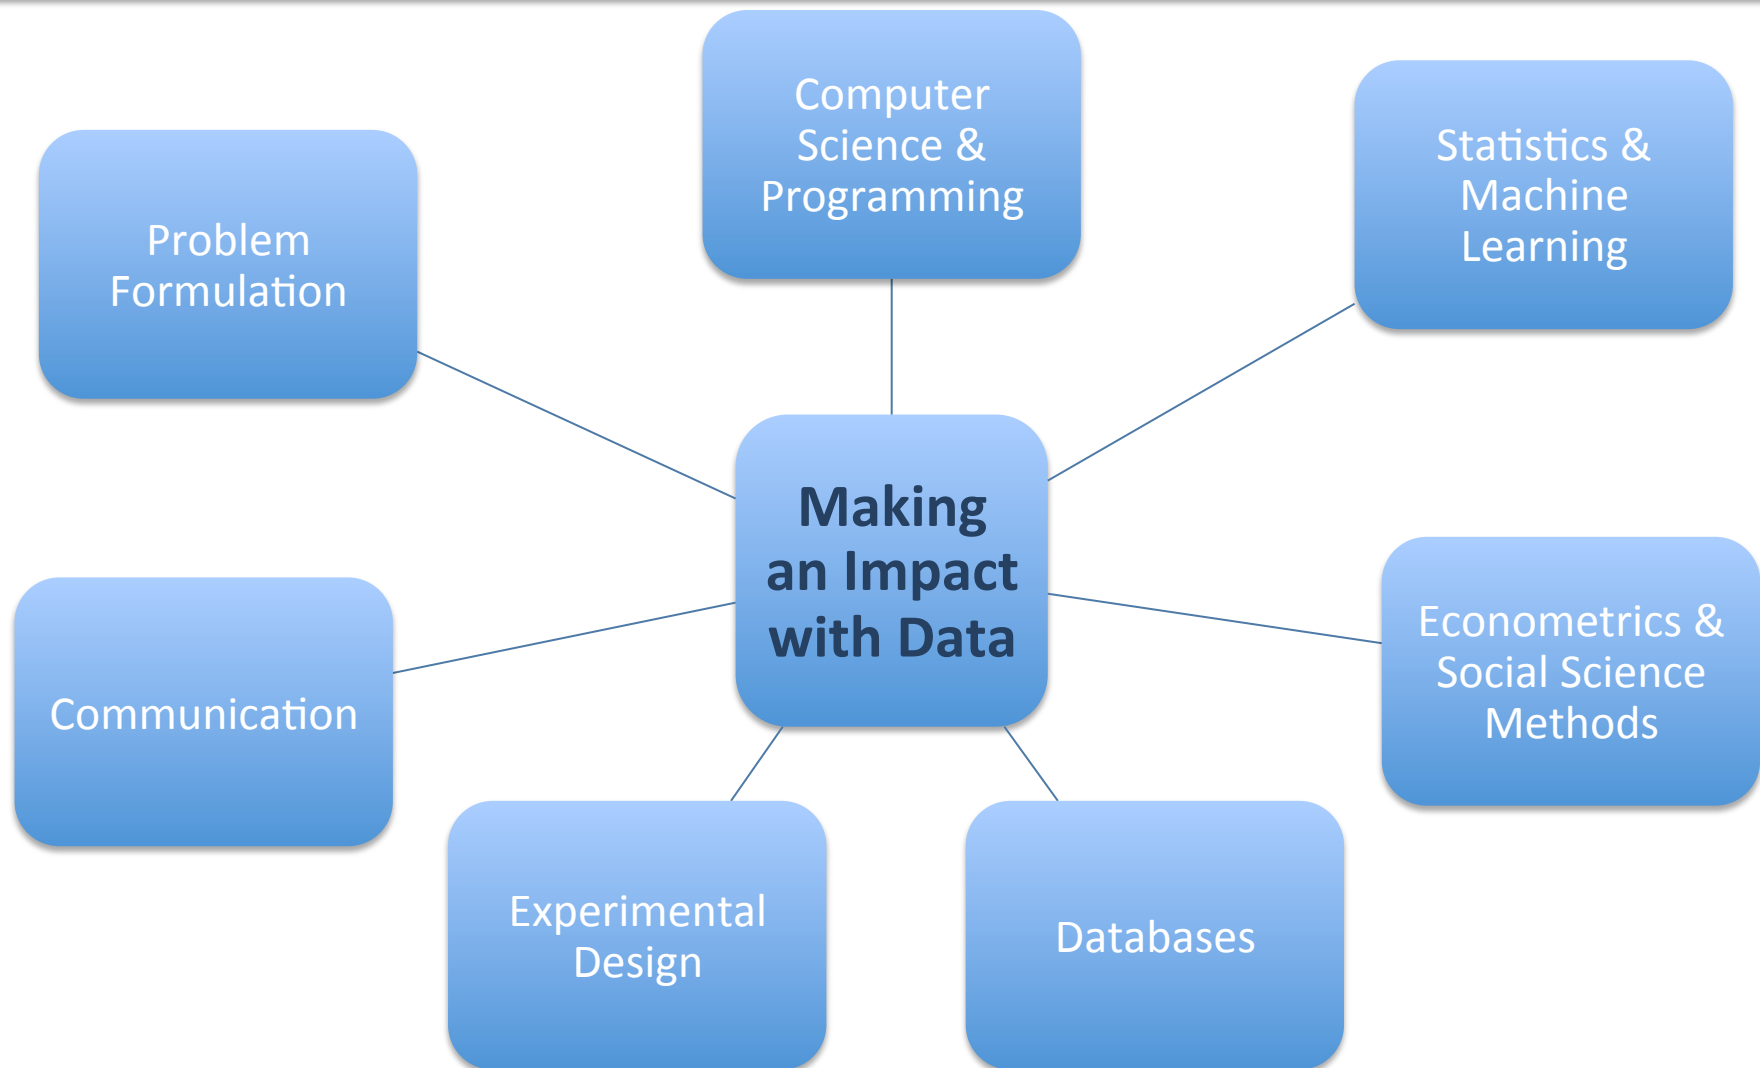 Computer
Science &
Programming
Statistics &
Machine
Learning
Problem
Formulation
Making
an Impact
with Data
Econometrics &
Social Science
Methods
Communication
Experimental
Design
Databases